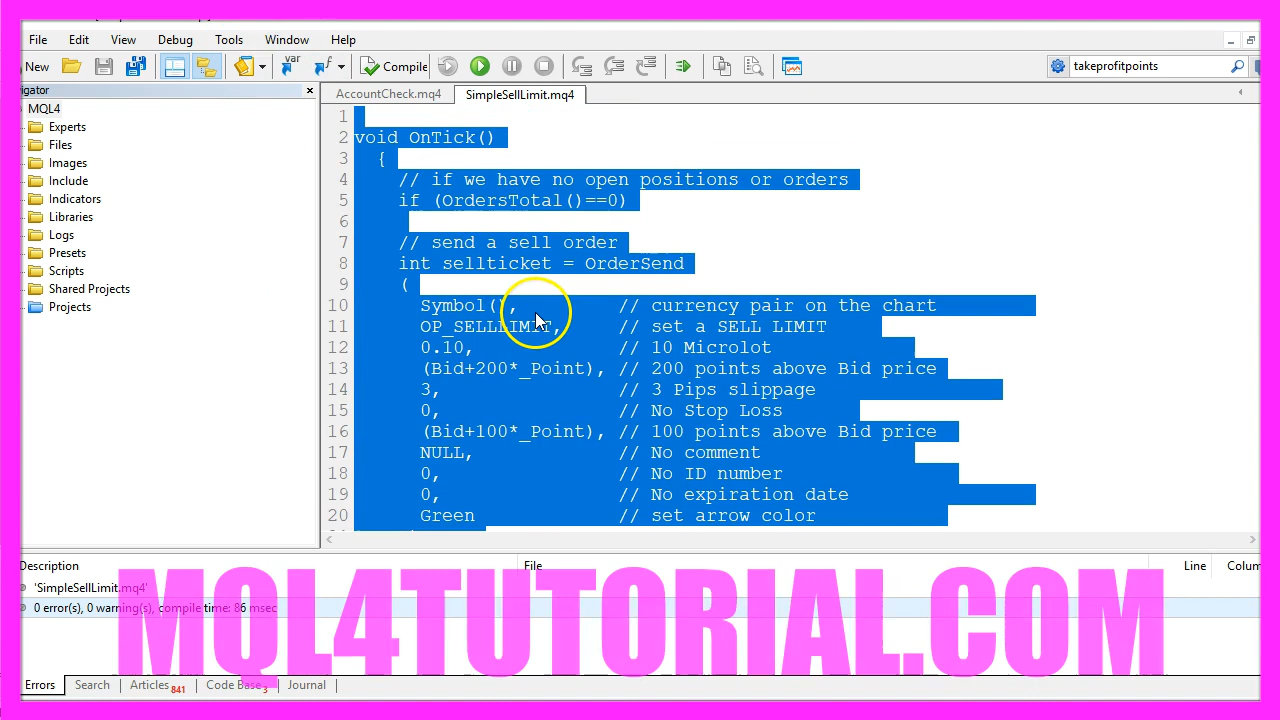 File Edit View Debug Tools Window Help
New Compile takeprofitpoints
avigator
AccountCheck.mq4 SimpleSellLimit.mq4
MQL4
Experts
Files
Images
Include
Indicators
Libraries
Logs
Presets
Scripts
Shared Projects
Projects
1
2 void OnTick()
3 {
4 // if we have no open positions or orders
5 if (OrdersTotal()==0)
6
7 // send a sell order
8 int sellticket = OrderSend
9 (
10 Symbol(), // currency pair on the chart
11 OP_SELLLIMIT, // set a SELL LIMIT
12 0.10, // 10 Microlot
13 (Bid+200*_Point), // 200 points above Bid price
14 3, // 3 Pips slippage
15 0, // No Stop Loss
16 (Bid+100*_Point), // 100 points above Bid price
17 NULL, // No comment
18 0, // No ID number
19 0, // No expiration date
20 Green // set arrow color
Description File Line Colum
'SimpleSellLimit.mq4'
0 error(s), 0 warning(s), compile time: 86 msec
MQL4TUTORIAL.COM
Errors Search Articles 841 Code Base 3 Journal